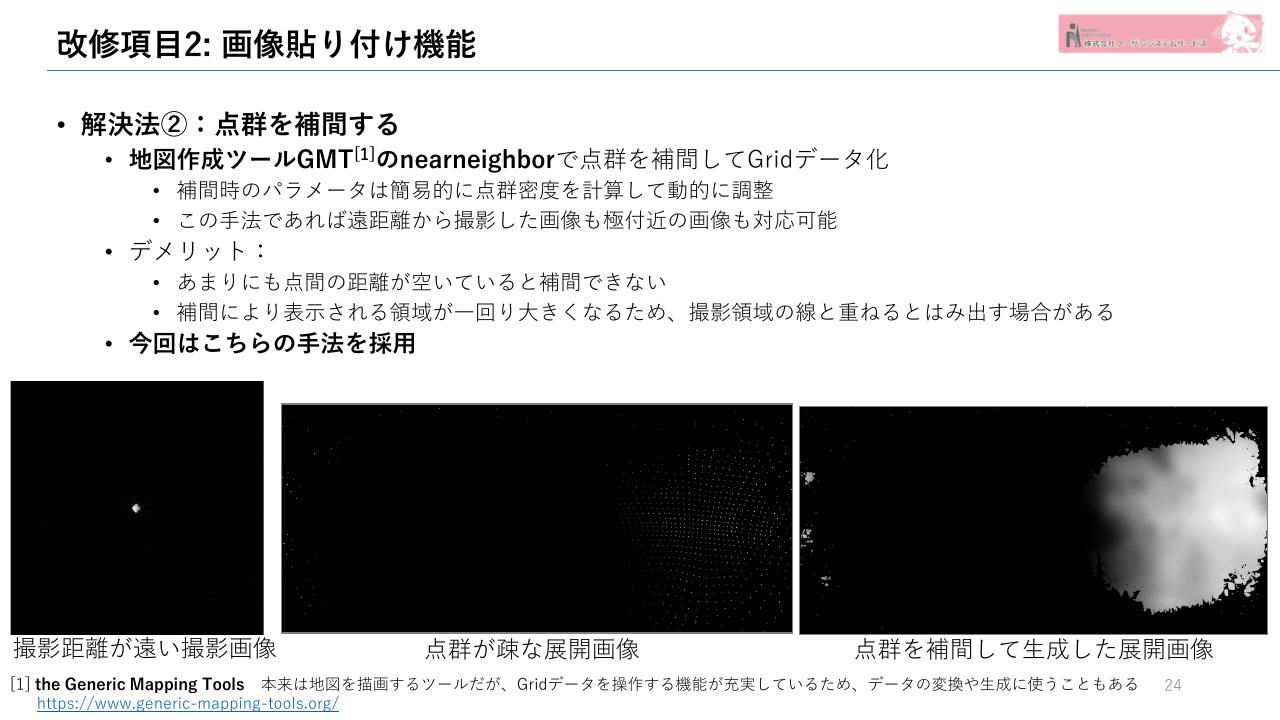 改修項目2: 画像貼り付け機能
株式会社 ノーザンシステムサービス
• 解決法②：点群を補間する
• 地図作成ツールGMT[1]のnearneighborで点群を補間してGridデータ化
• 補間時のパラメータは簡易的に点群密度を計算して動的に調整
• この手法であれば遠距離から撮影した画像も極付近の画像も対応可能
• デメリット：
• あまりにも点間の距離が空いていると補間できない
• 補間により表示される領域が一回り大きくなるため、撮影領域の線と重ねるとはみ出す場合がある
• 今回はこちらの手法を採用
撮影距離が遠い撮影画像
点群が疎な展開画像
点群を補間して生成した展開画像
[1] the Generic Mapping Tools 本来は地図を描画するツールだが、Gridデータを操作する機能が充実しているため、データの変換や生成に使うこともある
https://www.generic-mapping-tools.org/
24